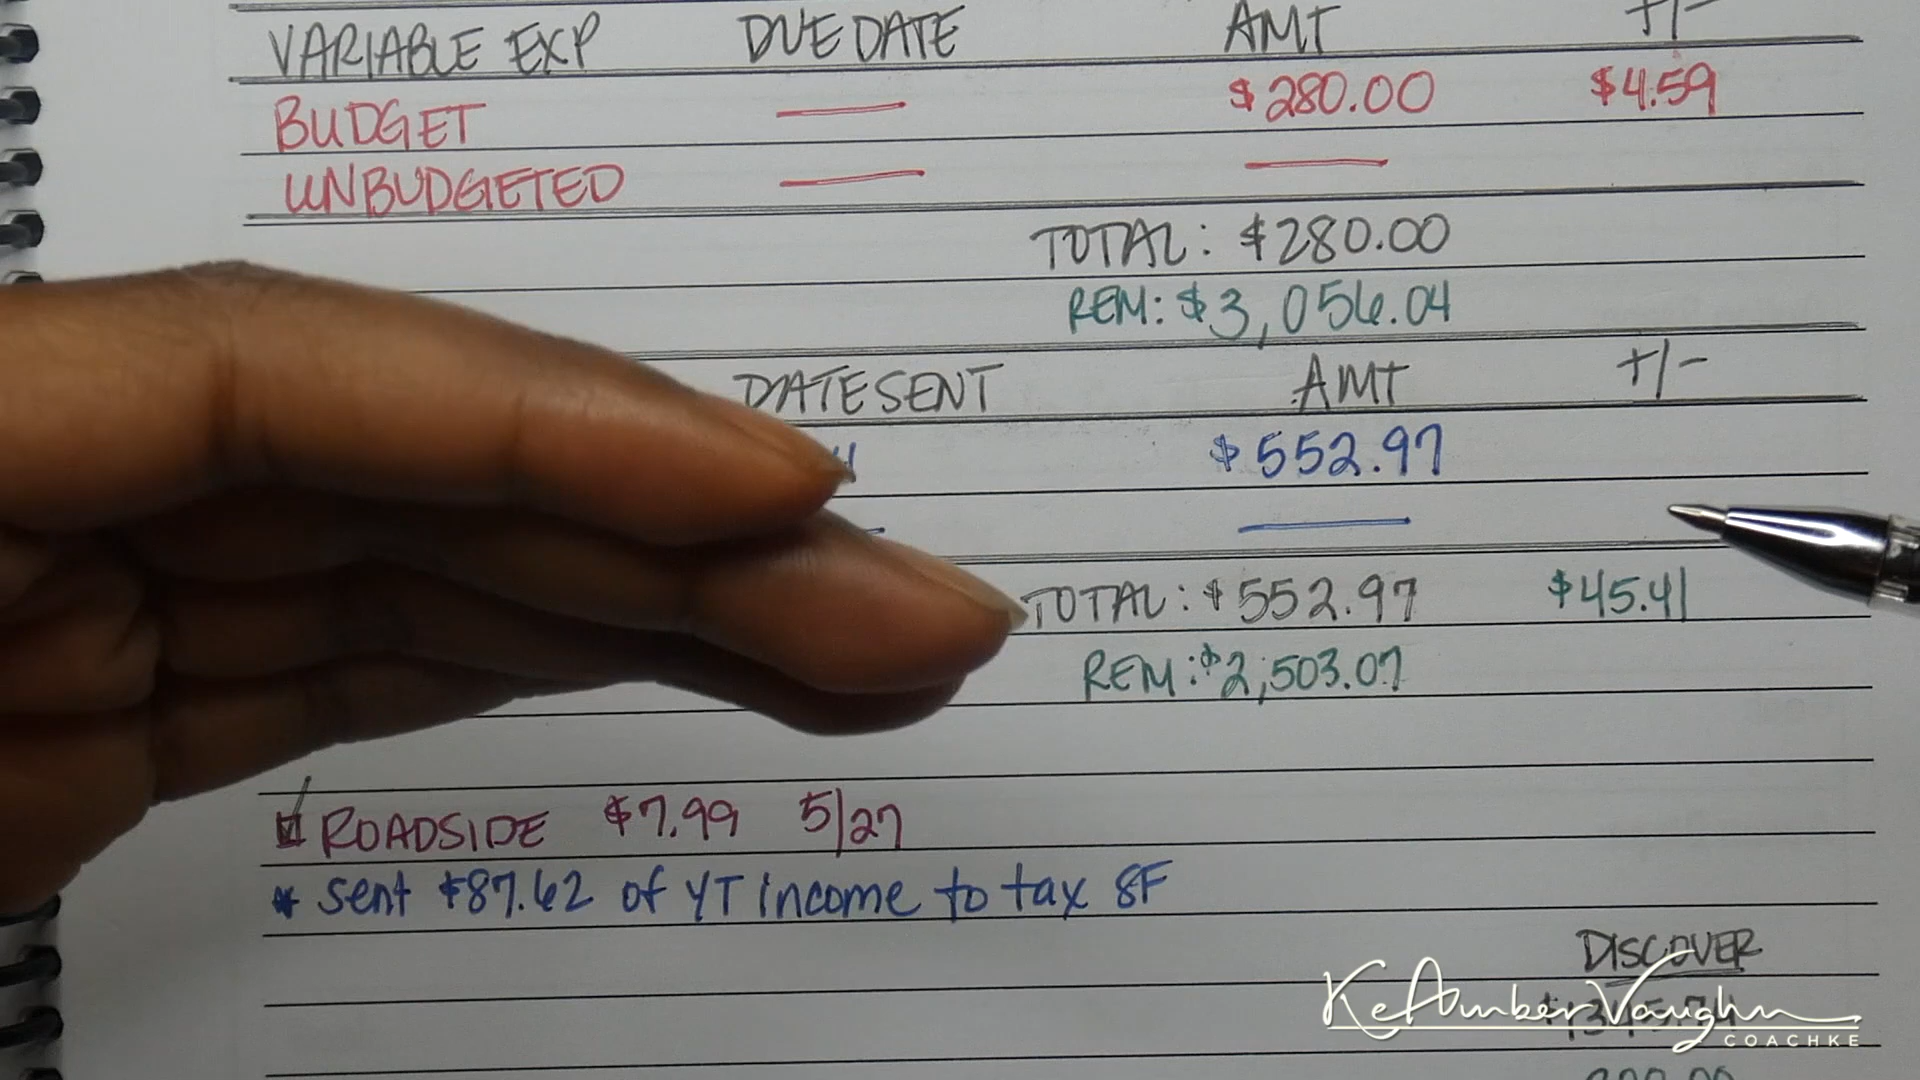 VARIABLE EXP DUE DATE AMT +/-
BUDGET — $280.00 $4.59
UNBUDGETED — —
TOTAL: $280.00
REM: $3,056.04
DATE SENT AMT +/-
$552.97
TOTAL: $552.97 $45.41
REM: $2,503.07
ROADSIDE $7.99 5/27
* sent $87.62 of YT income to tax SF
DISCOVER
KeAmber Vaughn
COACHKE